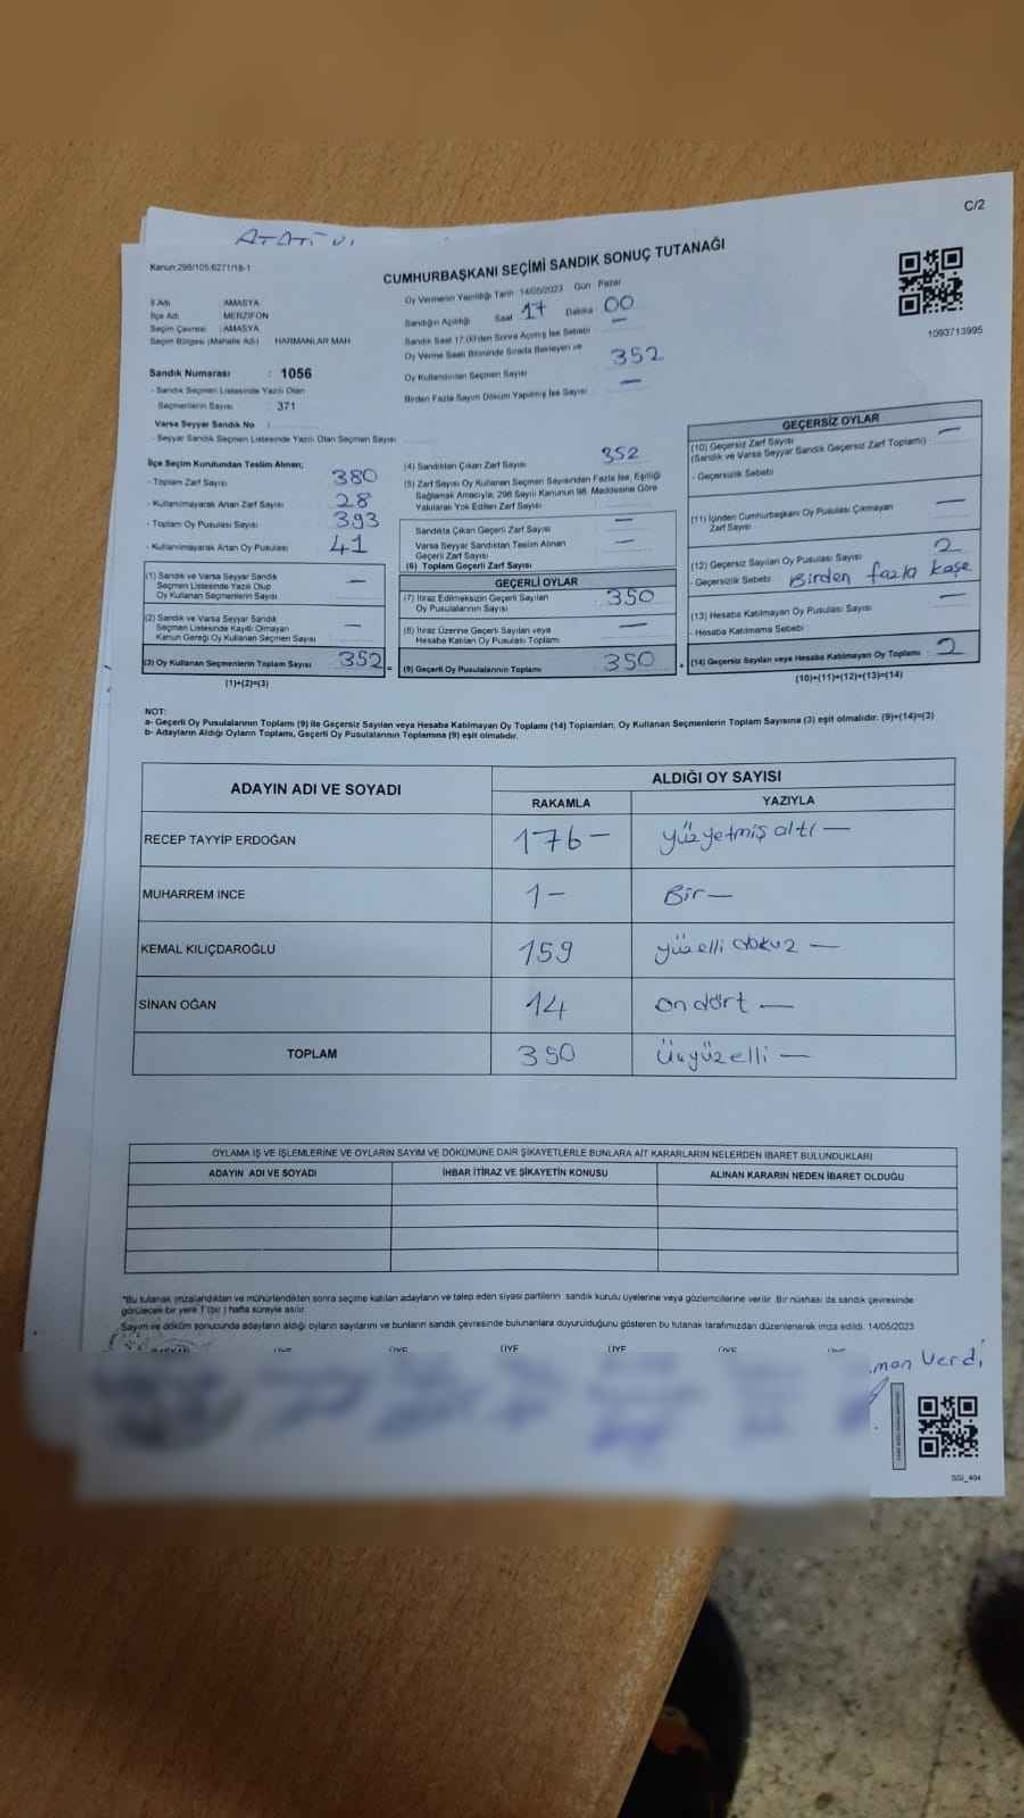 C/2
Kanun:298/105,6271/18-1
CUMHURBAŞKANI SEÇİMİ SANDIK SONUÇ TUTANAĞI
1093713995
İl Adı : AMASYA
İlçe Adı : MERZİFON
Seçim Çevresi : AMASYA
Seçim Bölgesi (Mahalle Adı) : HARMANLAR MAH
Sandık Numarası : 1056
- Sandık Seçmen Listesinde Yazılı Olan
Seçmenlerin Sayısı : 371
Varsa Seyyar Sandık No :
- Seyyar Sandık Seçmen Listesinde Yazılı Olan Seçmen Sayısı
Oy Vermenin Yapıldığı Tarih 14/05/2023 Gün Pazar
Sandığın Açıldığı Saat 17 Dakika 00
Sandık Saat 17.00'den Sonra Açılmış İse Sebebi —
Oy Verme Saati Bitiminde Sırada Bekleyen ve
Oy Kullandırılan Seçmen Sayısı 352
Birden Fazla Sayım Döküm Yapılmış İse Sayısı —
İlçe Seçim Kurulundan Teslim Alınan;
- Toplam Zarf Sayısı 380
- Kullanılmayarak Artan Zarf Sayısı 28
- Toplam Oy Pusulası Sayısı 393
- Kullanılmayarak Artan Oy Pusulası 41
(1) Sandık ve Varsa Seyyar Sandık
Seçmen Listesinde Yazılı Olup
Oy Kullanan Seçmenlerin Sayısı —
(2) Sandık ve Varsa Seyyar Sandık
Seçmen Listesinde Kayıtlı Olmayan
Kanun Gereği Oy Kullanan Seçmen Sayısı —
(3) Oy Kullanan Seçmenlerin Toplam Sayısı 352
(1)+(2)=(3)
(4) Sandıktan Çıkan Zarf Sayısı 352
(5) Zarf Sayısı Oy Kullanan Seçmen Sayısından Fazla İse, Eşitliği
Sağlamak Amacıyla, 298 Sayılı Kanunun 98. Maddesine Göre
Yakılarak Yok Edilen Zarf Sayısı
Sandıkta Çıkan Geçerli Zarf Sayısı —
Varsa Seyyar Sandıktan Teslim Alınan
Geçerli Zarf Sayısı —
(6) Toplam Geçerli Zarf Sayısı
GEÇERLİ OYLAR
(7) İtiraz Edilmeksizin Geçerli Sayılan
Oy Pusulalarının Sayısı 350
(8) İtiraz Üzerine Geçerli Sayılan veya
Hesaba Katılan Oy Pusulası Toplamı —
(9) Geçerli Oy Pusulalarının Toplamı 350
GEÇERSİZ OYLAR
(10) Geçersiz Zarf Sayısı —
(Sandık ve Varsa Seyyar Sandık Geçersiz Zarf Toplamı)
- Geçersizlik Sebebi
(11) İçinden Cumhurbaşkanı Oy Pusulası Çıkmayan
Zarf Sayısı —
(12) Geçersiz Sayılan Oy Pusulası Sayısı 2
- Geçersizlik Sebebi Birden fazla kaşe
(13) Hesaba Katılmayan Oy Pusulası Sayısı —
- Hesaba Katılmama Sebebi
(14) Geçersiz Sayılan veya Hesaba Katılmayan Oy Toplamı 2
(10)+(11)+(12)+(13)=(14)
NOT:
a- Geçerli Oy Pusulalarının Toplamı (9) ile Geçersiz Sayılan veya Hesaba Katılmayan Oy Toplamı (14) Toplamları, Oy Kullanan Seçmenlerin Toplam Sayısına (3) eşit olmalıdır. (9)+(14)=(3)
b- Adayların Aldığı Oyların Toplamı, Geçerli Oy Pusulalarının Toplamına (9) eşit olmalıdır.
ADAYIN ADI VE SOYADI ALDIĞI OY SAYISI
RAKAMLA YAZIYLA
RECEP TAYYİP ERDOĞAN 176 — yüzyetmiş altı —
MUHARREM İNCE 1 — Bir —
KEMAL KILIÇDAROĞLU 159 yüzelli dokuz —
SİNAN OĞAN 14 on dört —
TOPLAM 350 Üçyüzelli —
OYLAMA İŞ VE İŞLEMLERİNE VE OYLARIN SAYIM VE DÖKÜMÜNE DAİR ŞİKAYETLERLE BUNLARA AİT KARARLARIN NELERDEN İBARET BULUNDUKLARI
ADAYIN ADI VE SOYADI İHBAR İTİRAZ VE ŞİKAYETİN KONUSU ALINAN KARARIN NEDEN İBARET OLDUĞU
"Bu tutanak imzalandıktan ve mühürlendikten sonra seçime katılan adayların ve talep eden siyasi partilerin sandık kurulu üyelerine veya gözlemcilerine verilir. Bir nüshası da sandık çevresinde
görülecek bir yere 1 (bir) hafta süreyle asılır.
Sayım ve döküm sonucunda adayların aldığı oyların sayılarını ve bunların sandık çevresinde bulunanlara duyurulduğunu gösteren bu tutanak tarafımızdan düzenlenerek imza edildi. 14/05/2023
BAŞKAN ÜYE ÜYE ÜYE ÜYE ÜYE
Verdi